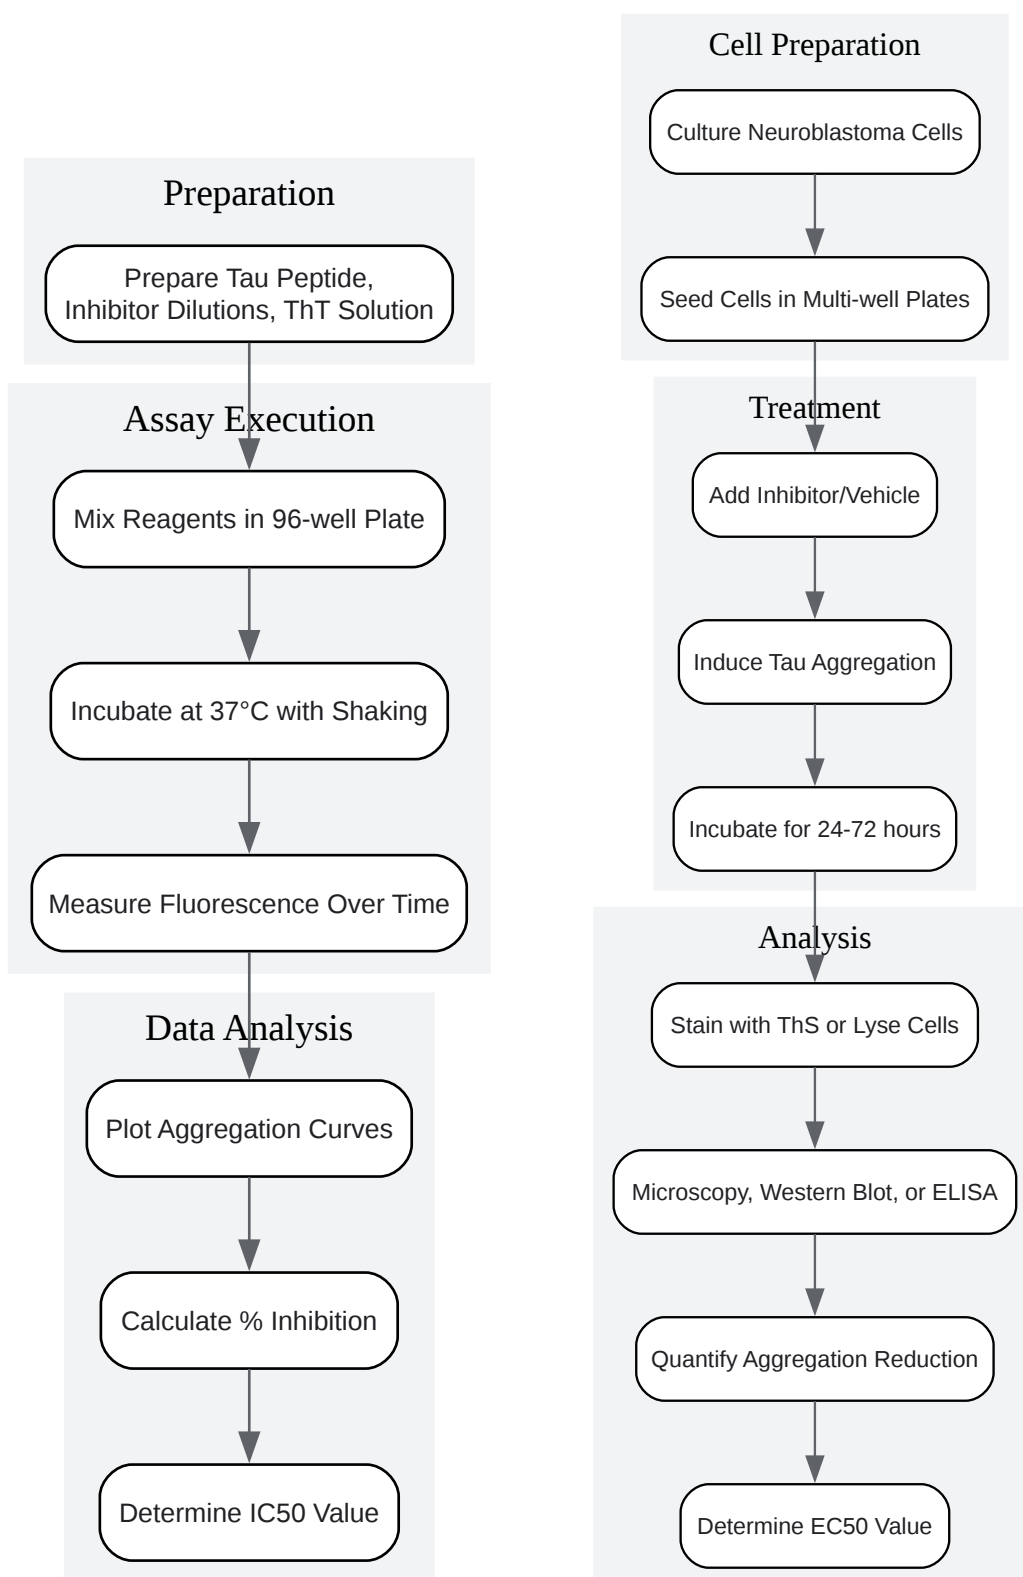 Preparation
Prepare Tau Peptide,
Inhibitor Dilutions, ThT Solution
Assay Execution
Mix Reagents in 96-well Plate
Incubate at 37°C with Shaking
Measure Fluorescence Over Time
Data Analysis
Plot Aggregation Curves
Calculate % Inhibition
Determine IC50 Value
Cell Preparation
Culture Neuroblastoma Cells
Seed Cells in Multi-well Plates
Treatment
Add Inhibitor/Vehicle
Induce Tau Aggregation
Incubate for 24-72 hours
Analysis
Stain with ThS or Lyse Cells
Microscopy, Western Blot, or ELISA
Quantify Aggregation Reduction
Determine EC50 Value